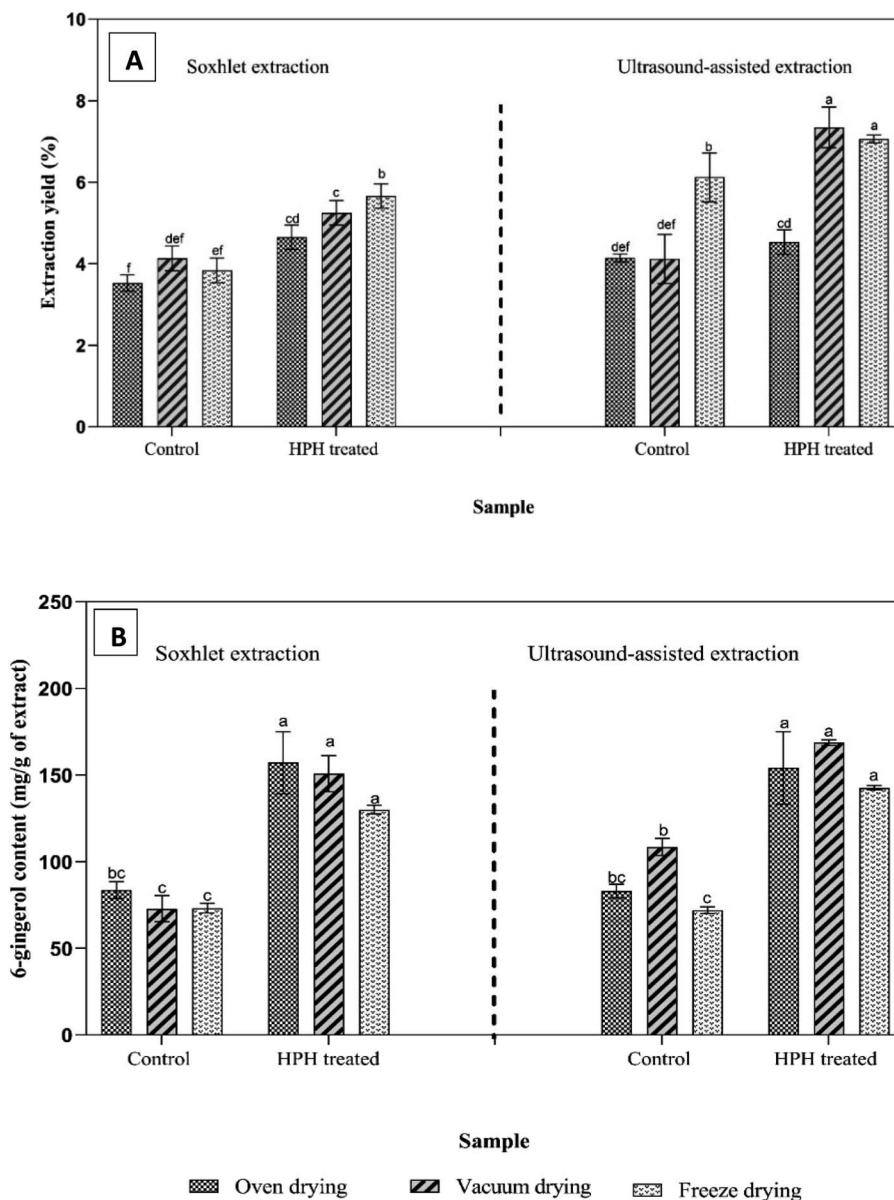 A
Soxhlet extraction
Ultrasound-assisted extraction
Extraction yield (%)
10
8
6
4
2
0
f
def
ef
cd
c
b
def
def
b
cd
a
a
Control
HPH treated
Control
HPH treated
Sample
B
Soxhlet extraction
Ultrasound-assisted extraction
6-gingerol content (mg/g of extract)
250
200
150
100
50
0
bc
c
c
a
a
a
bc
b
c
a
a
a
Control
HPH treated
Control
HPH treated
Sample
Oven drying
Vacuum drying
Freeze drying